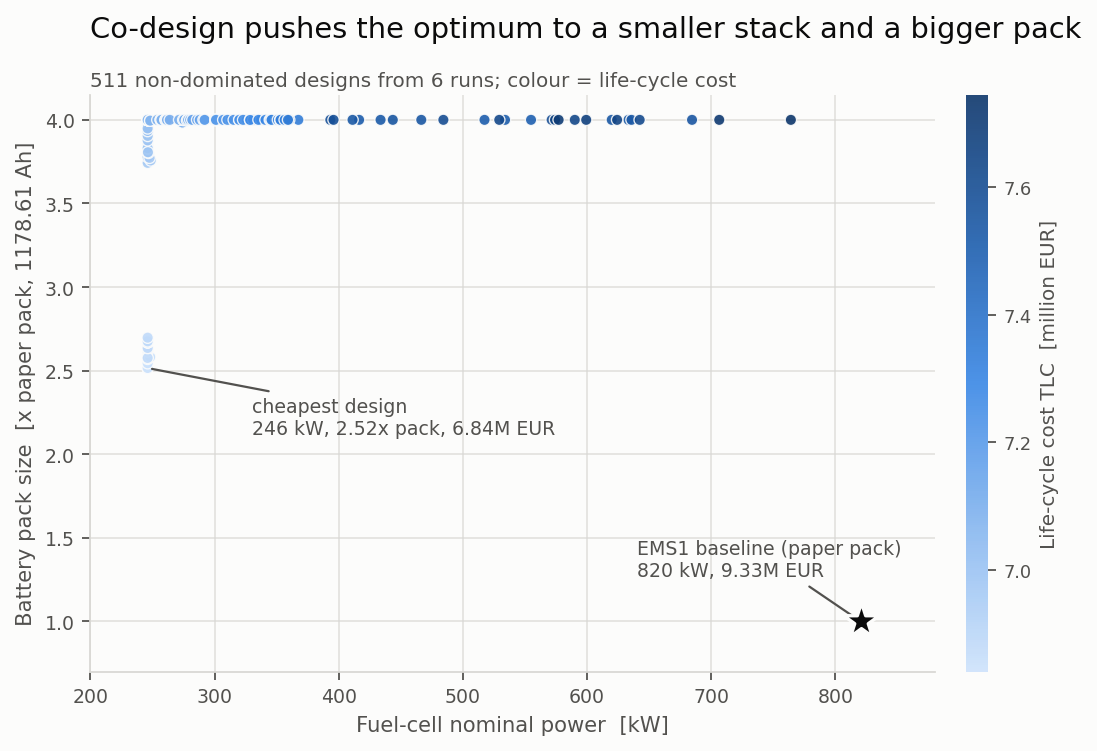 Co-design pushes the optimum to a smaller stack and a bigger pack
511 non-dominated designs from 6 runs; colour = life-cycle cost
Battery pack size  [x paper pack, 1178.61 Ah]
4.0
3.5
3.0
2.5
2.0
1.5
1.0
cheapest design
246 kW, 2.52x pack, 6.84M EUR
EMS1 baseline (paper pack)
820 kW, 9.33M EUR
200
300
400
500
600
700
800
Fuel-cell nominal power  [kW]
7.6
7.4
7.2
7.0
Life-cycle cost TLC  [million EUR]